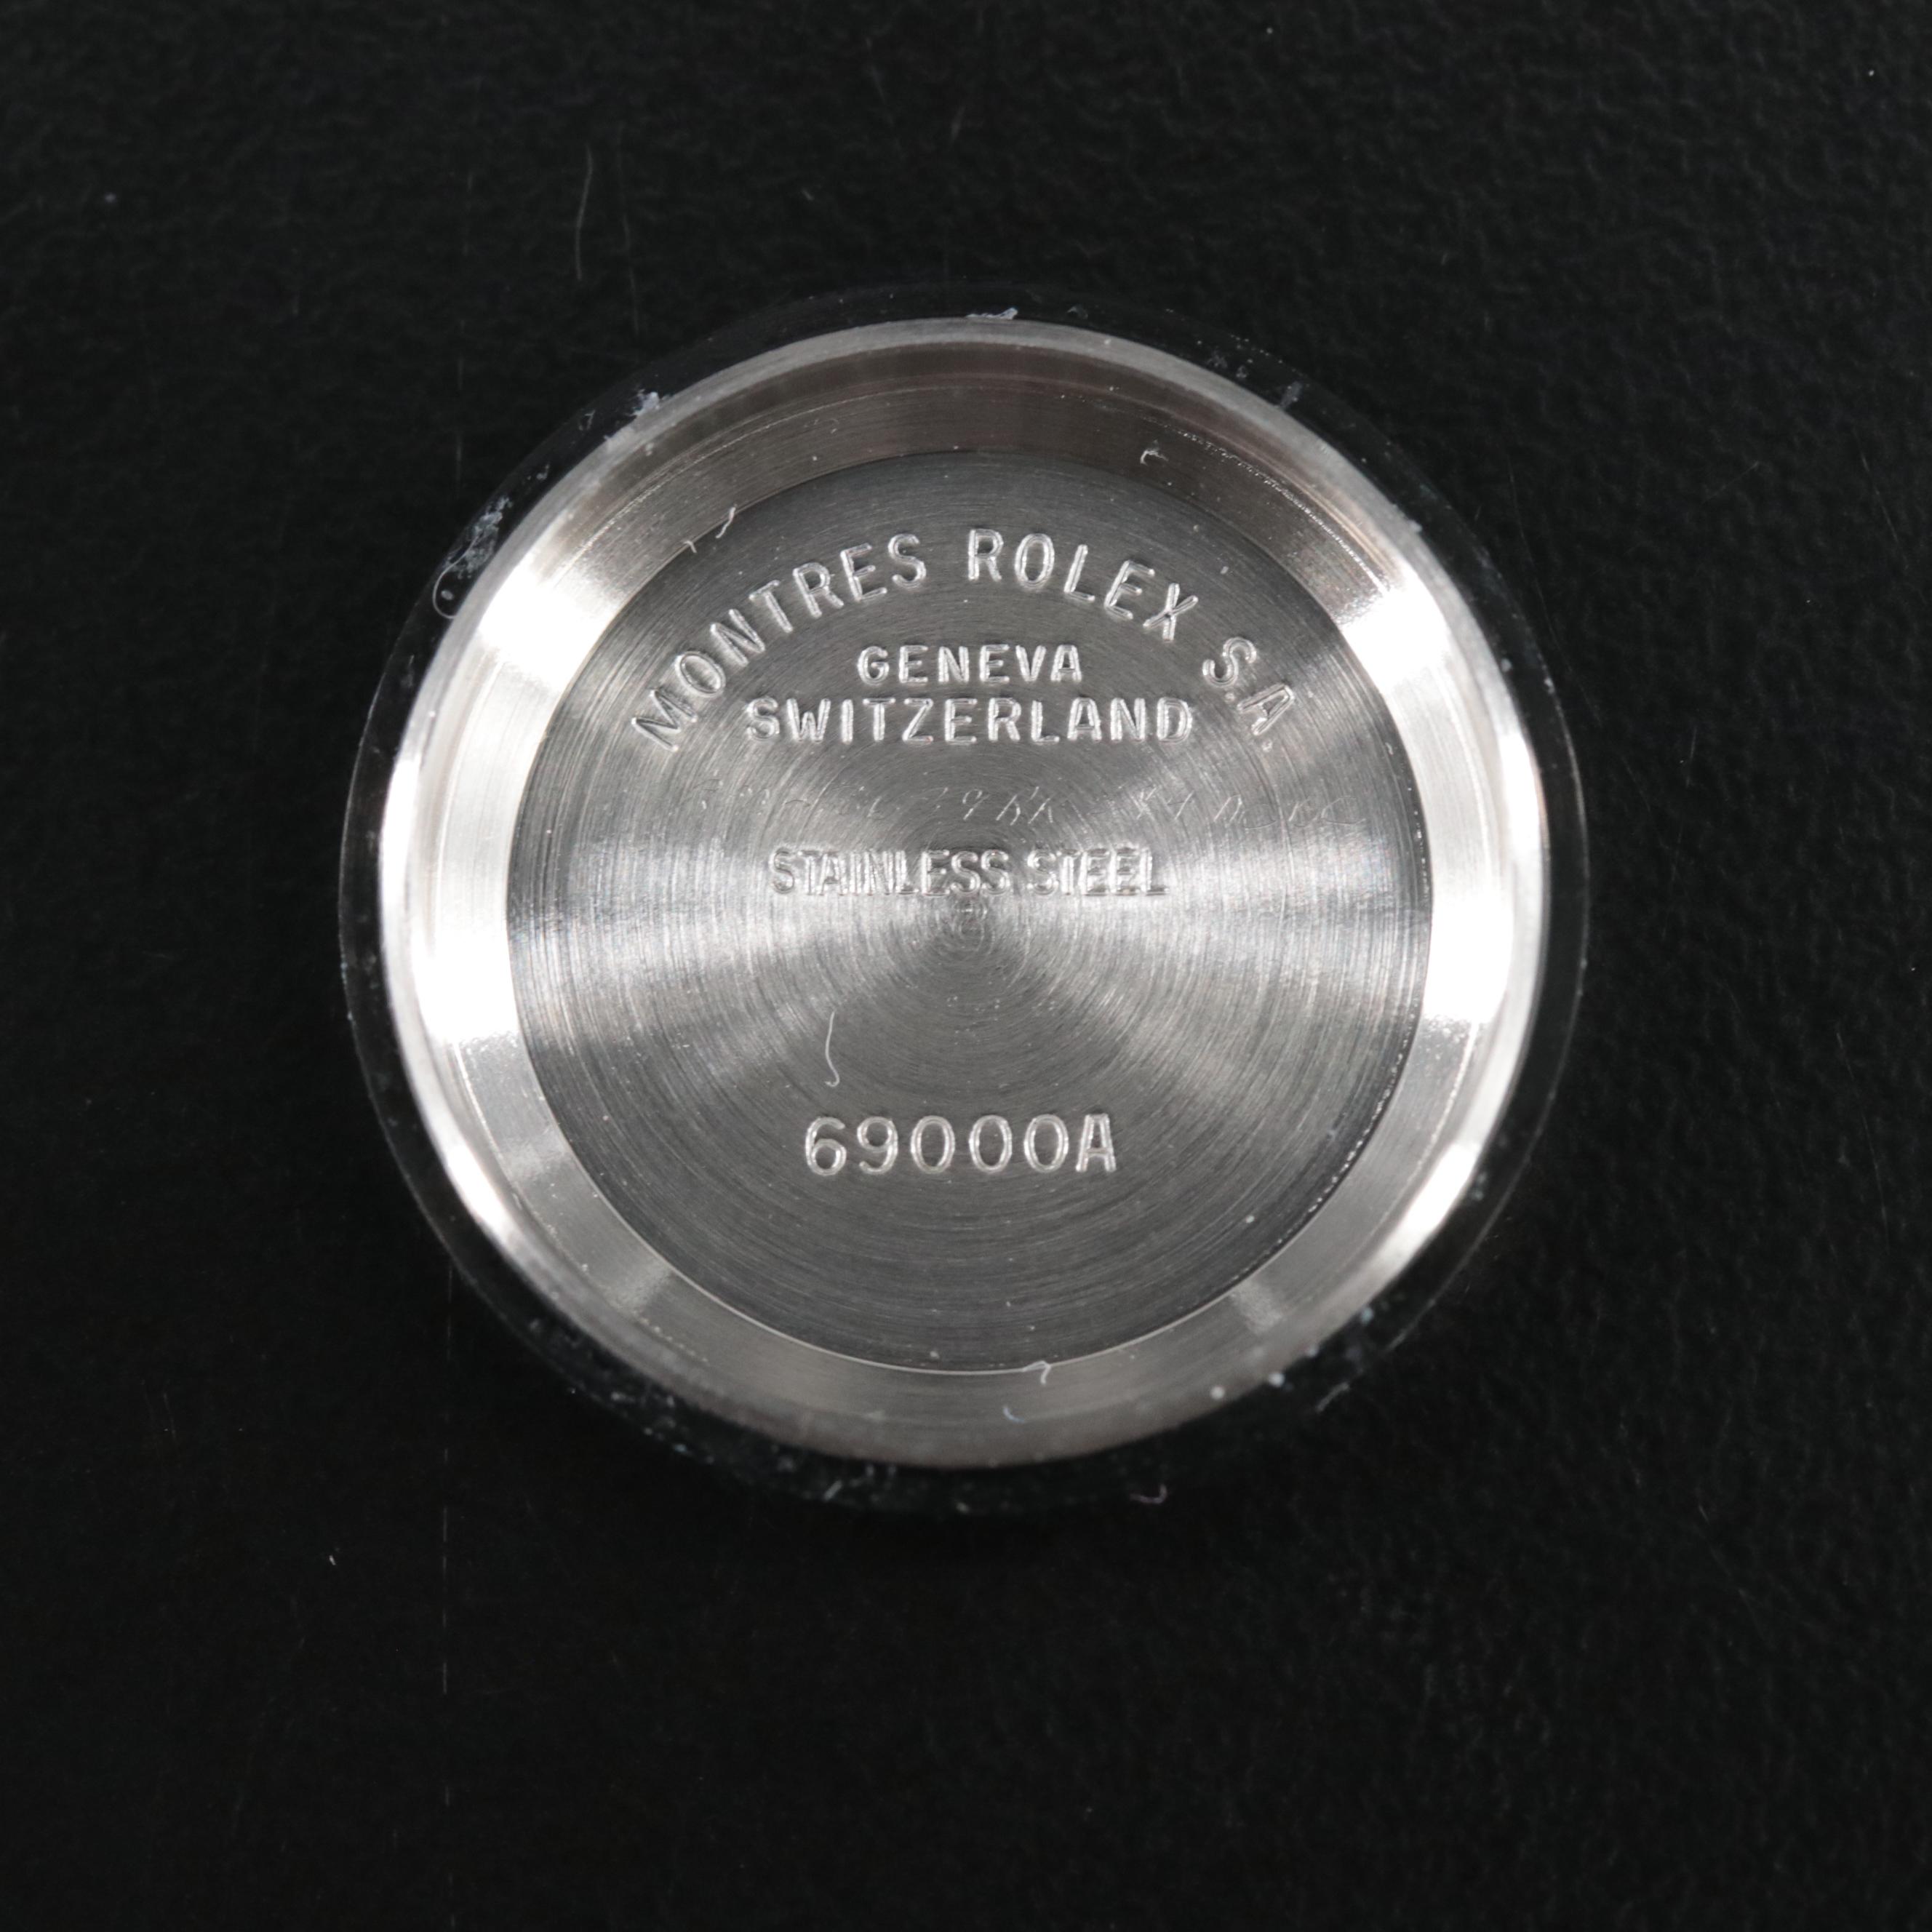 MONTRES ROLEX S.A.
GENEVA
SWITZERLAND
STAINLESS STEEL
69000A